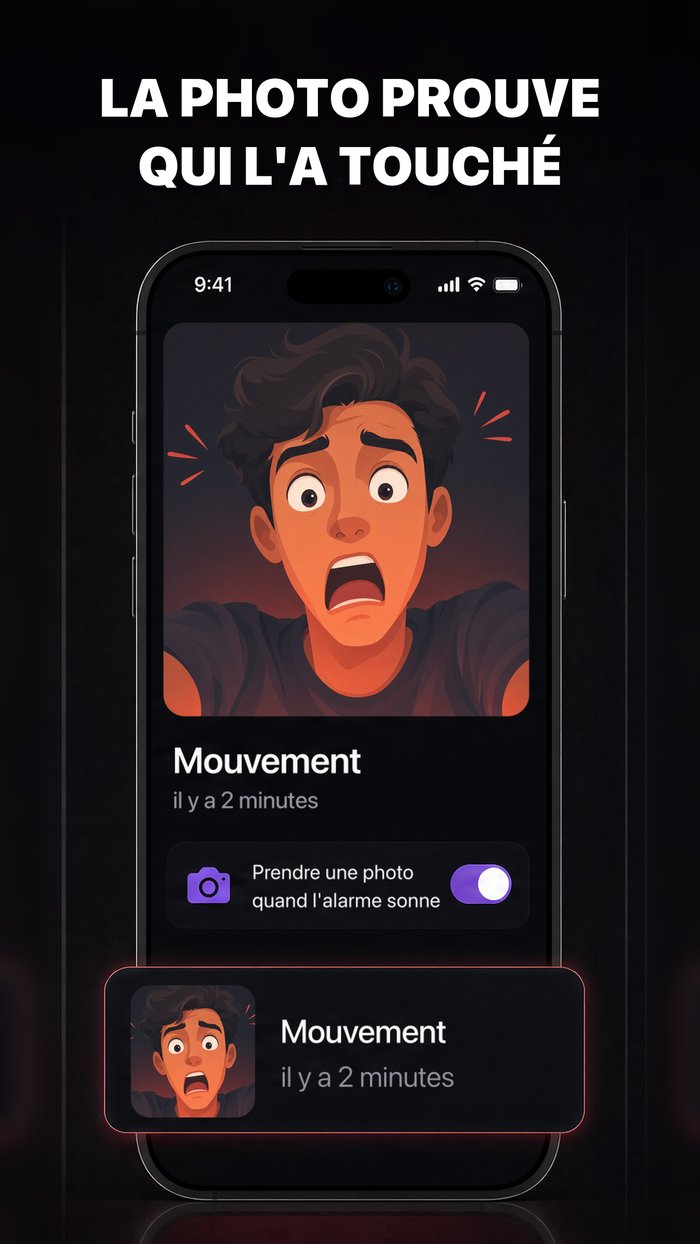 LA PHOTO PROUVE
QUI L'A TOUCHÉ
9:41
Mouvement
il y a 2 minutes
Prendre une photo
quand l'alarme sonne
Mouvement
il y a 2 minutes